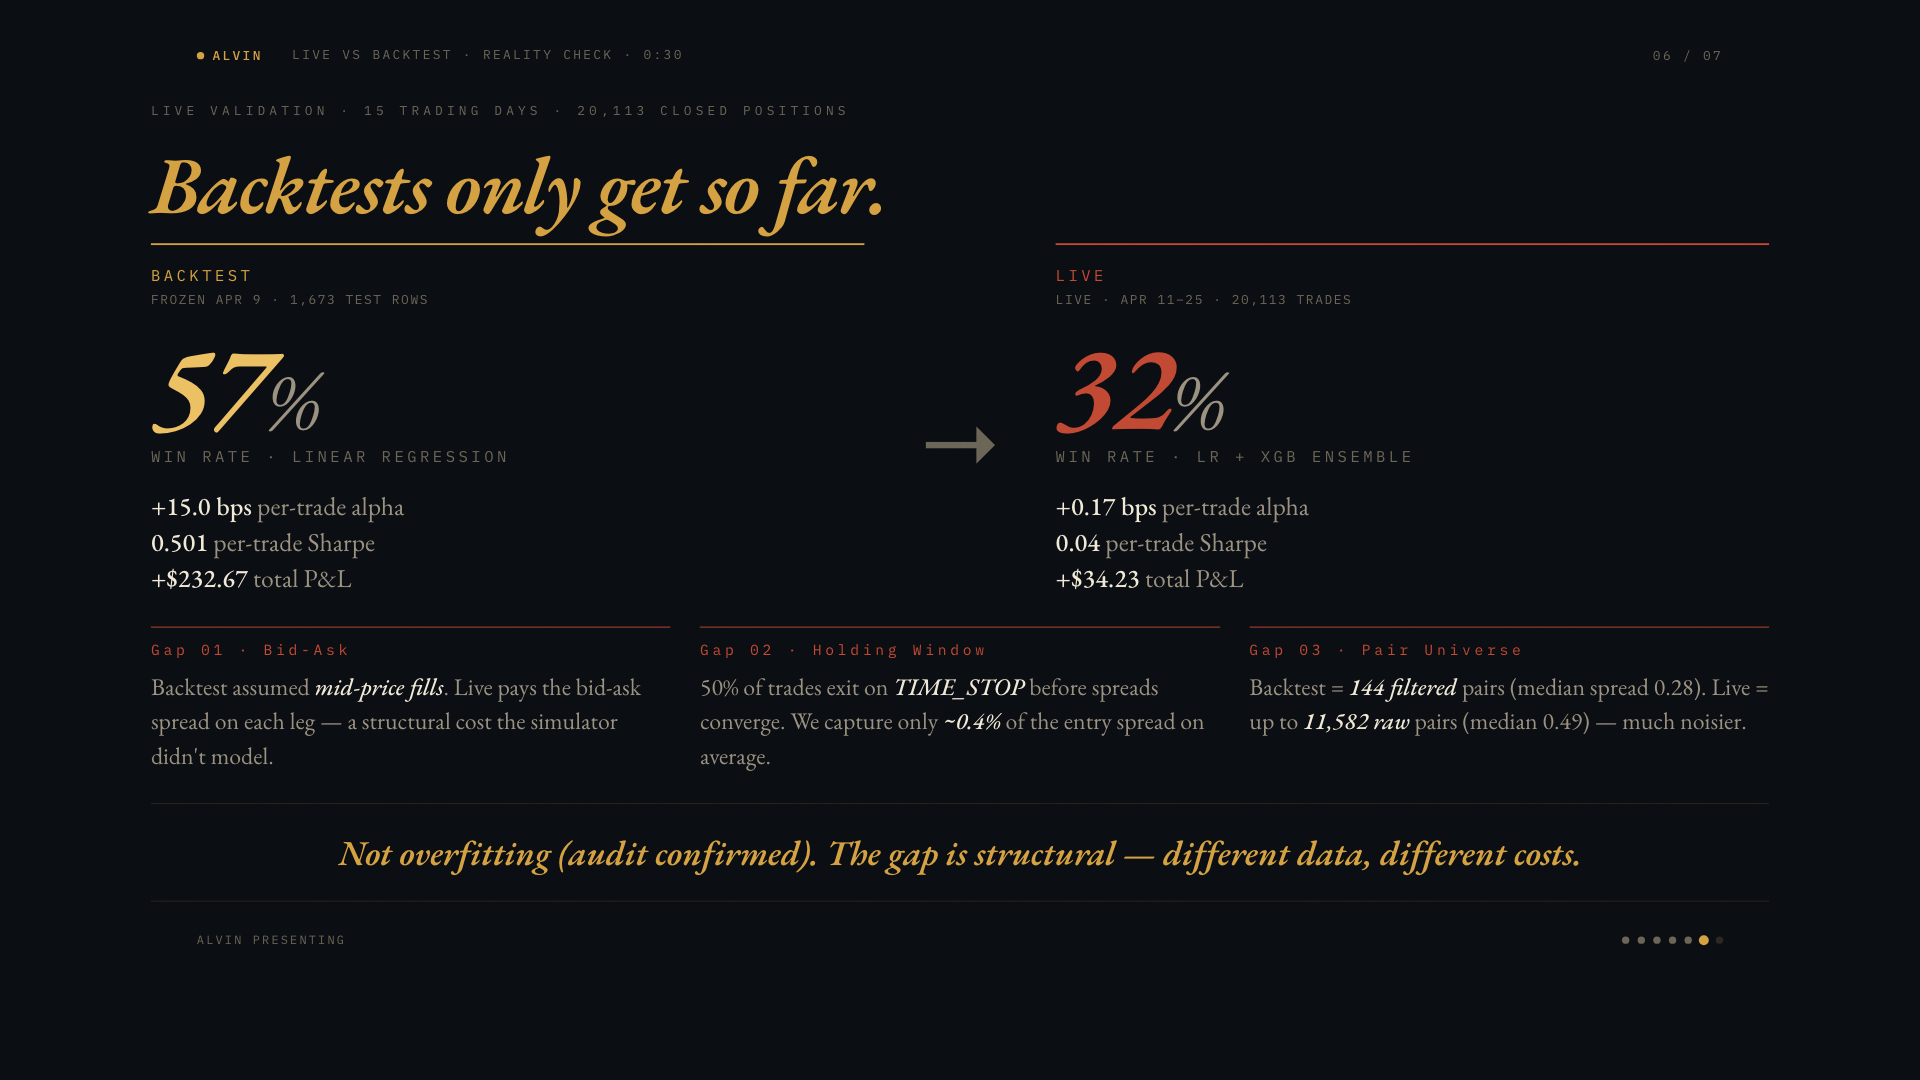 ALVIN LIVE VS BACKTEST · REALITY CHECK · 0:30
06 / 07
LIVE VALIDATION · 15 TRADING DAYS · 20,113 CLOSED POSITIONS
Backtests only get so far.
BACKTEST
FROZEN APR 9 · 1,673 TEST ROWS
57%
WIN RATE · LINEAR REGRESSION
+15.0 bps per-trade alpha
0.501 per-trade Sharpe
+$232.67 total P&L
→
LIVE
LIVE · APR 11–25 · 20,113 TRADES
32%
WIN RATE · LR + XGB ENSEMBLE
+0.17 bps per-trade alpha
0.04 per-trade Sharpe
+$34.23 total P&L
Gap 01 · Bid-Ask
Backtest assumed mid-price fills. Live pays the bid-ask
spread on each leg — a structural cost the simulator
didn't model.
Gap 02 · Holding Window
50% of trades exit on TIME_STOP before spreads
converge. We capture only ~0.4% of the entry spread on
average.
Gap 03 · Pair Universe
Backtest = 144 filtered pairs (median spread 0.28). Live =
up to 11,582 raw pairs (median 0.49) — much noisier.
Not overfitting (audit confirmed). The gap is structural — different data, different costs.
ALVIN PRESENTING